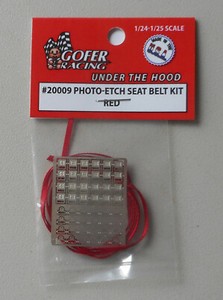 GOFER
RACING
1/24-1/25 SCALE
UNDER THE HOOD
#20009 PHOTO-ETCH SEAT BELT KIT
RED